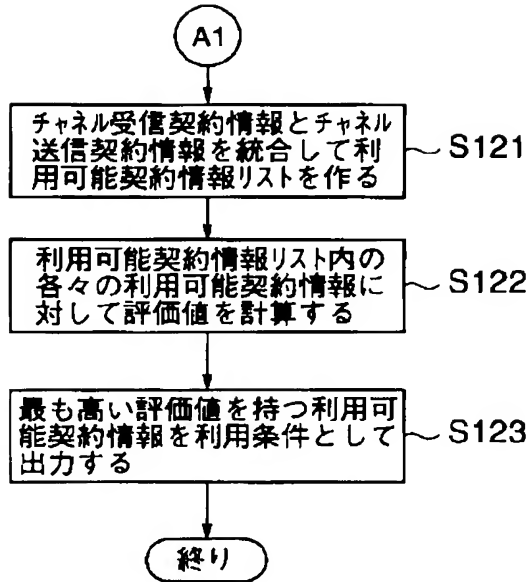 A1
チャネル受信契約情報とチャネル
送信契約情報を統合して利
用可能契約情報リストを作る
S121
利用可能契約情報リスト内の
各々の利用可能契約情報に
対して評価値を計算する
S122
最も高い評価値を持つ利用可
能契約情報を利用条件として
出力する
S123
終り